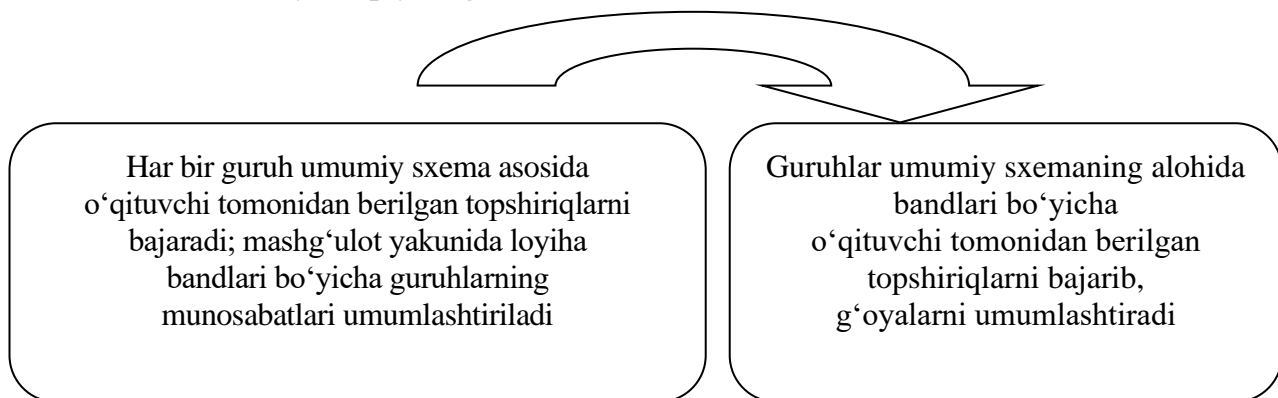 Har bir guruh umumiy sxema asosida
o‘qituvchi tomonidan berilgan topshiriqlarni
bajaradi; mashg‘ulot yakunida loyiha
bandlari bo‘yicha guruhlarning
munosabatlari umumlashtiriladi
Guruhlar umumiy sxemaning alohida
bandlari bo‘yicha
o‘qituvchi tomonidan berilgan
topshiriqlarni bajarib,
g‘oyalarni umumlashtiradi